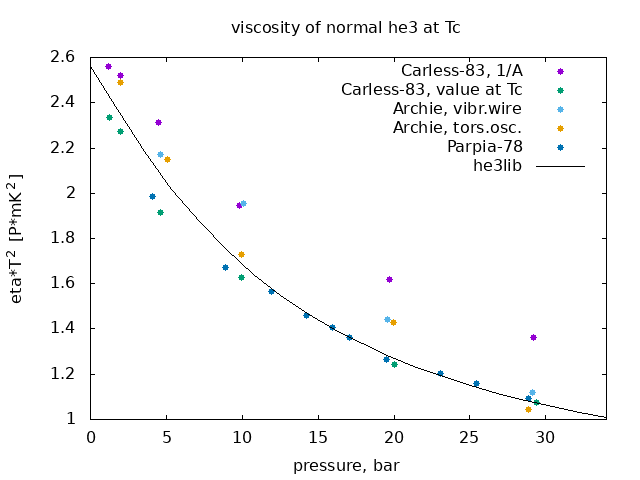 viscosity of normal he3 at Tc
eta*T^2 [P*mK^2]
2.6
2.4
2.2
2
1.8
1.6
1.4
1.2
1
Carless-83, 1/A
Carless-83, value at Tc
Archie, vibr.wire
Archie, tors.osc.
Parpia-78
he3lib
0 5 10 15 20 25 30
pressure, bar